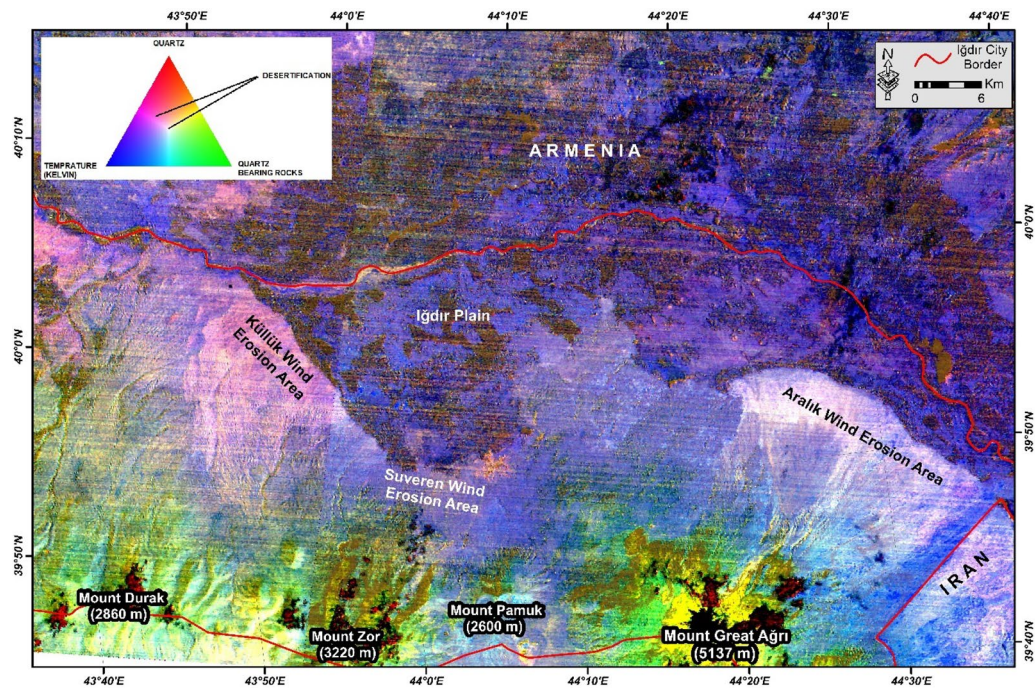 43°50'E
44°0'E
44°10'E
44°20'E
44°30'E
44°40'E
QUARTZ
DESERTIFICATION
TEMPRATURE
(KELVIN)
QUARTZ
BEARING ROCKS
N
Iğdır City
Border
Km
0 6
ARMENIA
40°10'N
40°0'N
40°0'N
Iğdır Plain
Küllük Wind
Erosion Area
Aralık Wind Erosion Area
39°50'N
Suveren Wind
Erosion Area
39°50'N
IRAN
Mount Durak
(2860 m)
Mount Zor
(3220 m)
Mount Pamuk
(2600 m)
Mount Great Ağrı
(5137 m)
39°40'N
43°40'E
43°50'E
44°0'E
44°10'E
44°20'E
44°30'E